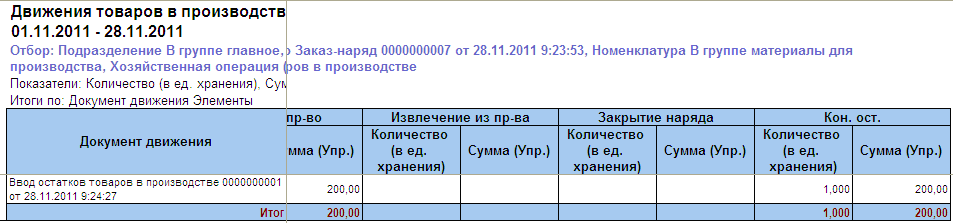 Движения товаров в производств
01.11.2011 - 28.11.2011
Отбор: Подразделение В группе главное, Заказ-наряд 0000000007 от 28.11.2011 9:23:53, Номенклатура В группе материалы для
производства, Хозяйственная операция ров в производстве
Показатели: Количество (в ед. хранения), Сум
Итоги по: Документ движения Элементы
Документ движения пр-во Извлечение из пр-ва Закрытие наряда Кон. ост.
умма (Упр.) Количество (в ед. хранения) Сумма (Упр.) Количество (в ед. хранения) Сумма (Упр.) Количество (в ед. хранения) Сумма (Упр.)
Ввод остатков товаров в производстве 0000000001
от 28.11.2011 9:24:27 200,00 1,000 200,00
Итог 200,00 1,000 200,00